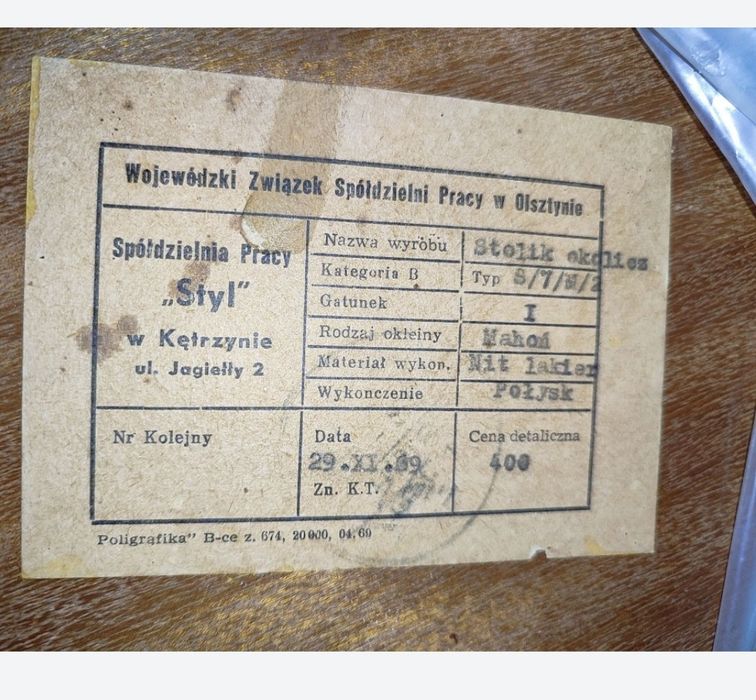 Wojewódzki Związek Spółdzielni Pracy w Olsztynie
Spółdzielnia Pracy
„Styl”
w Kętrzynie
ul. Jagiełły 2
Nazwa wyrobu Stolik okolicz
Kategoria B Typ S/7/M/2
Gatunek I
Rodzaj okleiny Mahoń
Materiał wykon. Nit lakier
Wykonczenie Połysk
Nr Kolejny
Data
29.XI.69
Zn. K.T.
Cena detaliczna
400
Poligrafika” B-ce z. 674, 20 000, 04.69